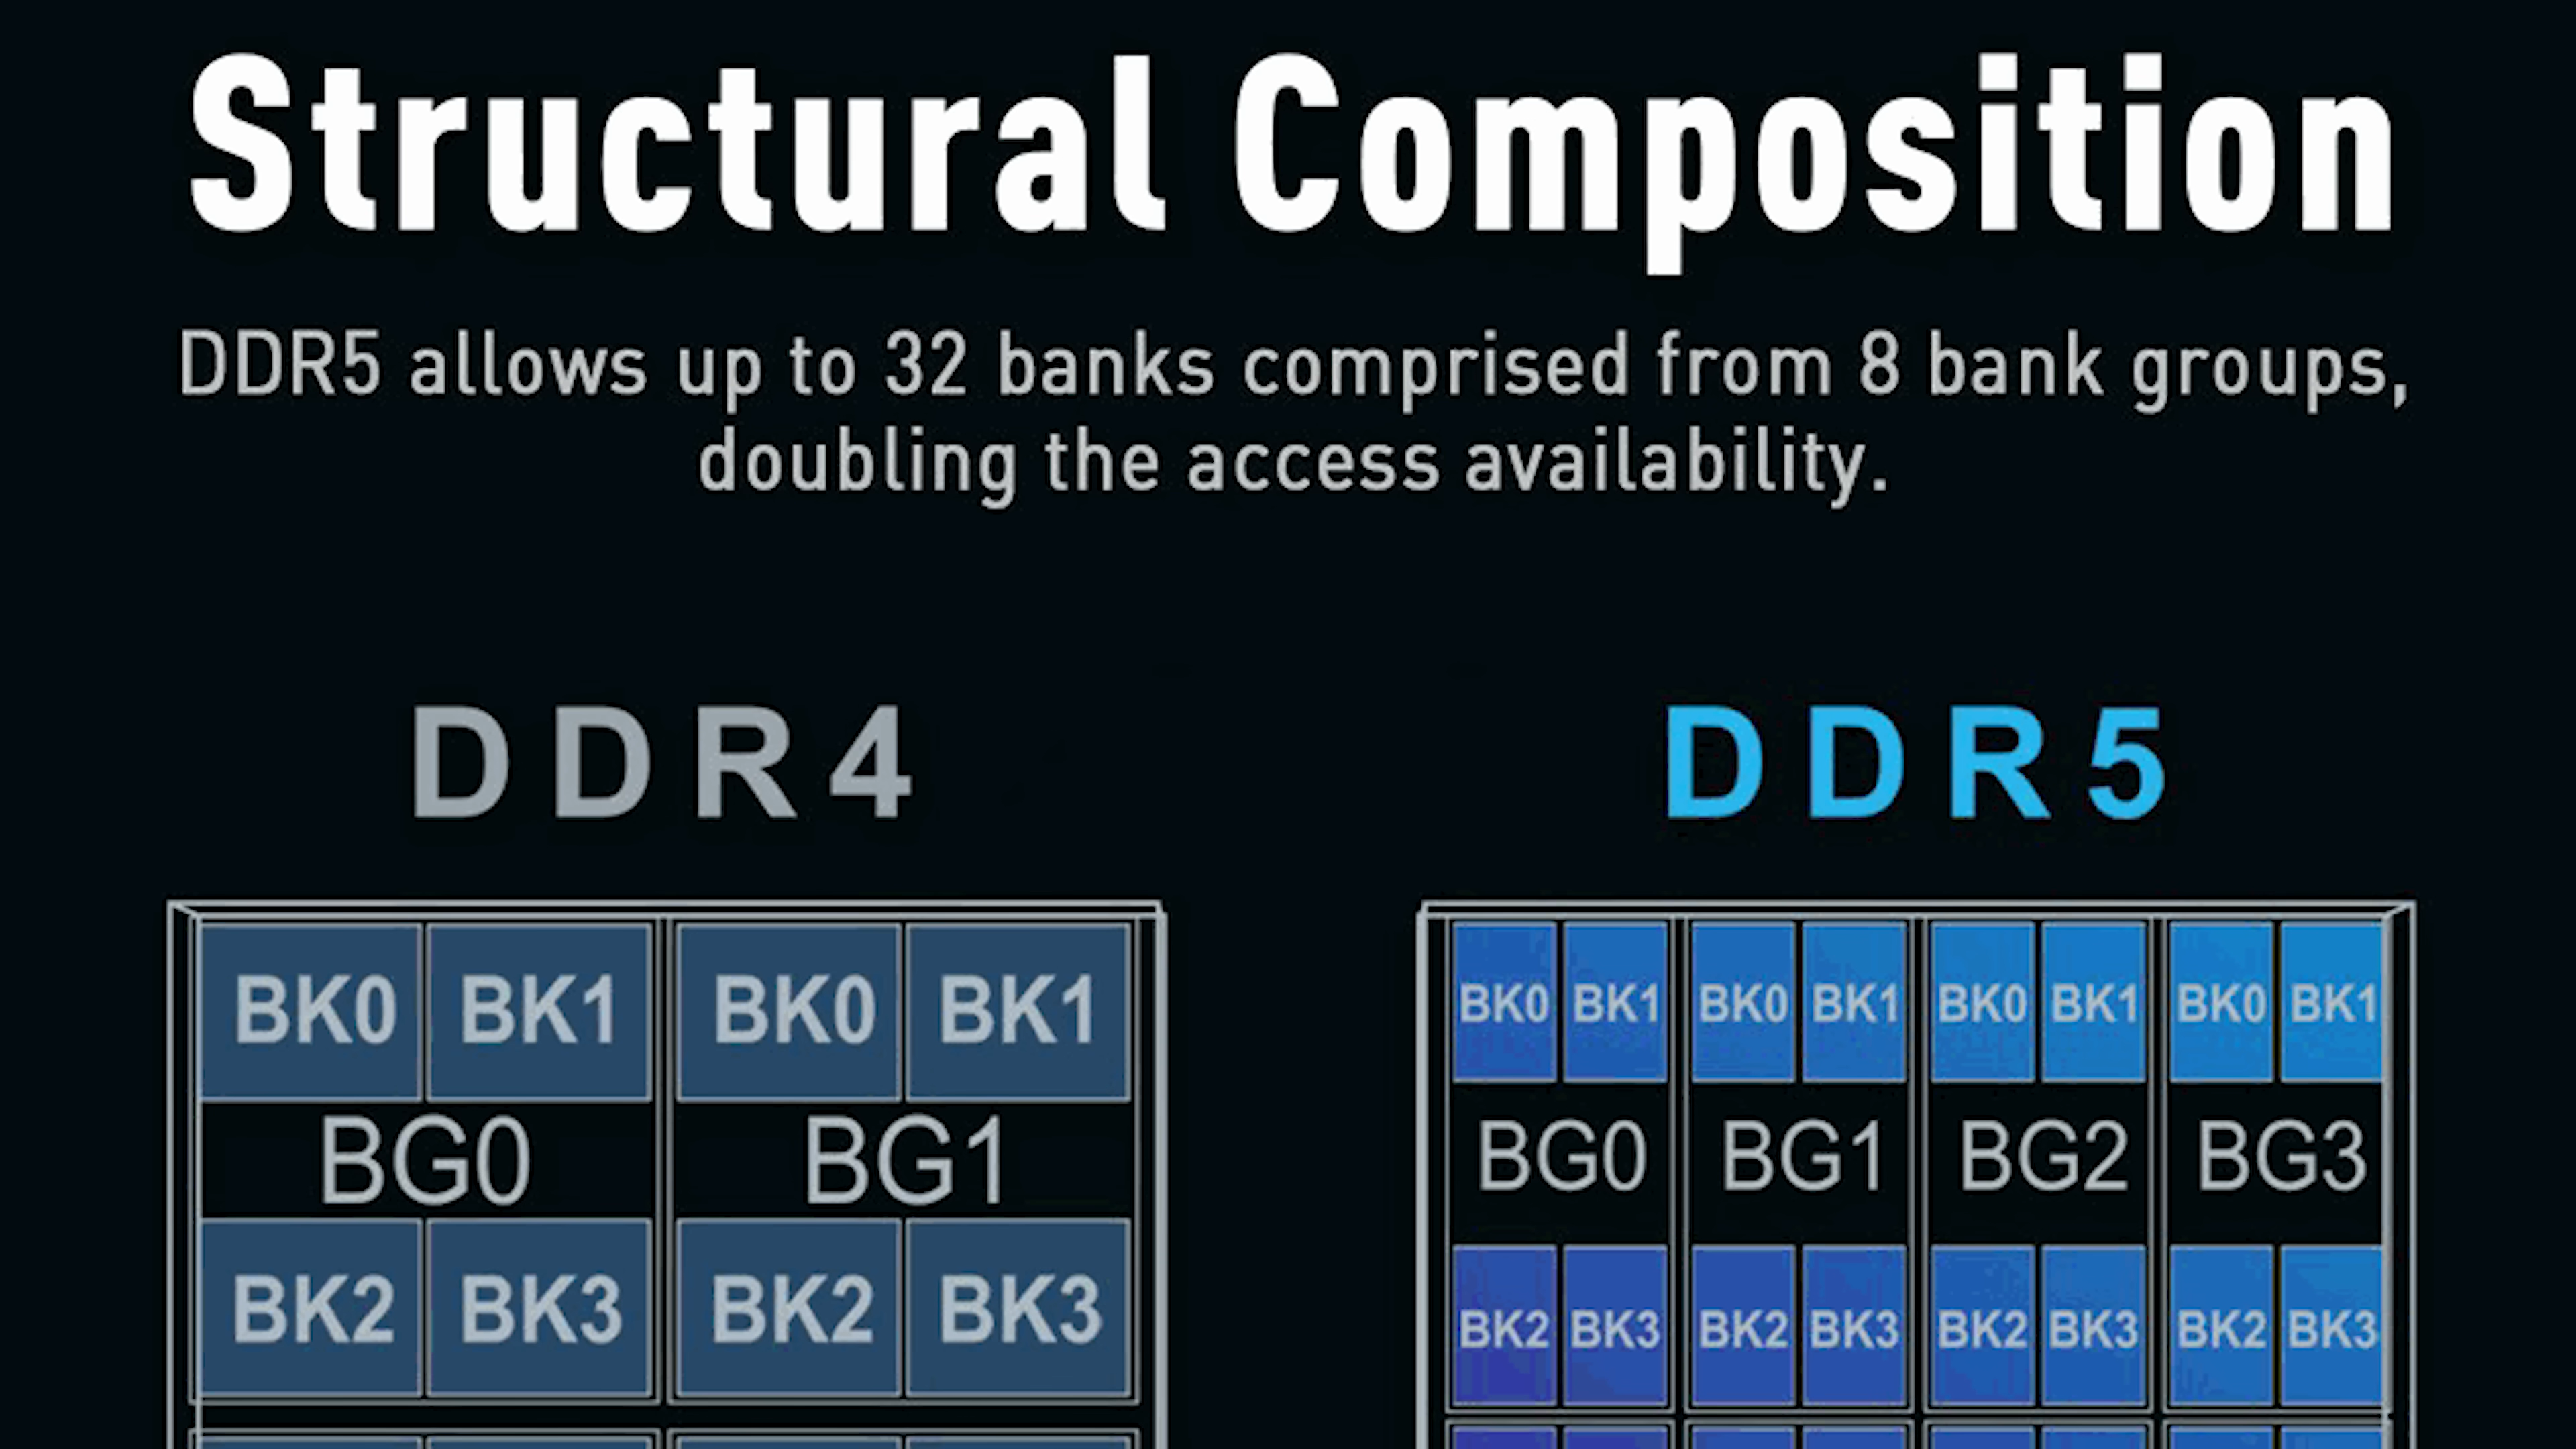 Structural Composition
DDR5 allows up to 32 banks comprised from 8 bank groups,
doubling the access availability.
DDR4
DDR5
BK0 BK1 BK0 BK1
BG0 BG1
BK2 BK3 BK2 BK3
BK0 BK1 BK0 BK1 BK0 BK1 BK0 BK1
BG0 BG1 BG2 BG3
BK2 BK3 BK2 BK3 BK2 BK3 BK2 BK3